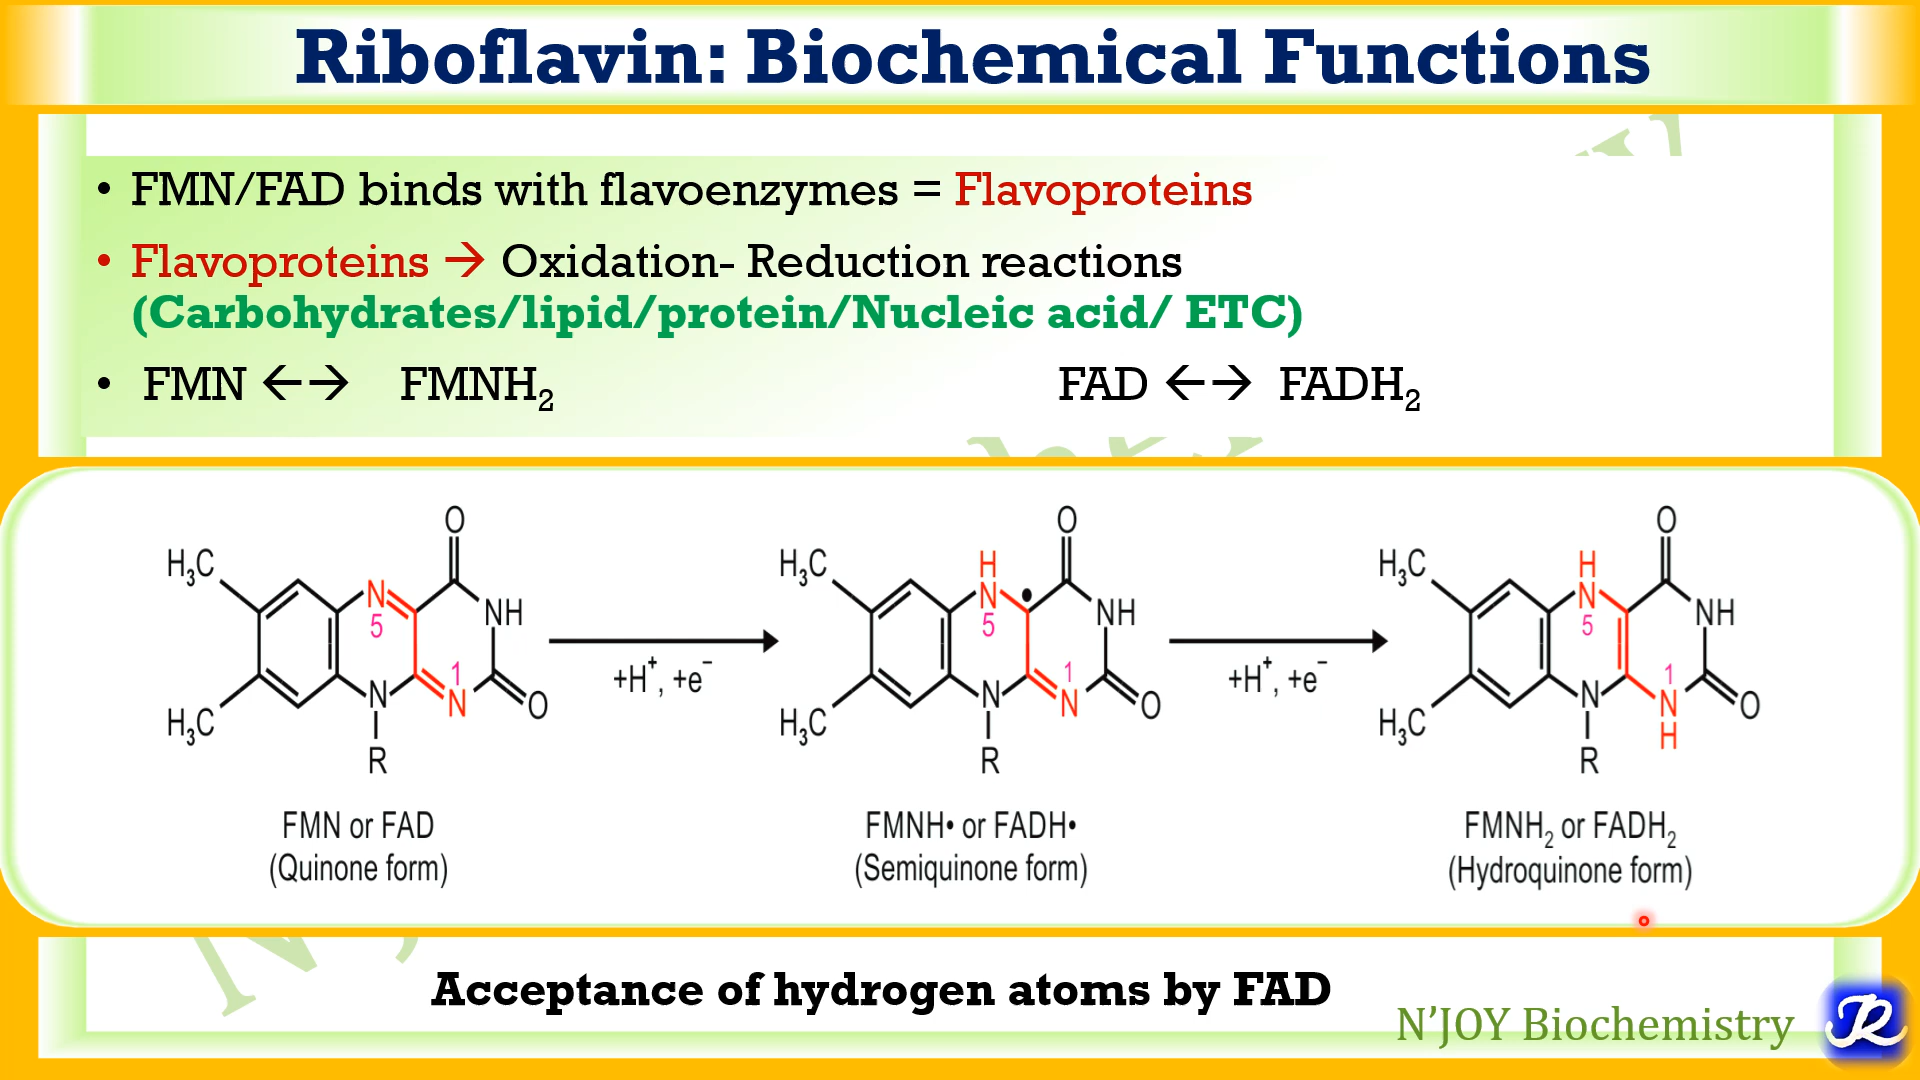 Riboflavin: Biochemical Functions
• FMN/FAD binds with flavoenzymes = Flavoproteins
• Flavoproteins → Oxidation- Reduction reactions
(Carbohydrates/lipid/protein/Nucleic acid/ ETC)
• FMN ←→ FMNH₂ FAD ←→ FADH₂
O
H₃C N 5 NH
1
H₃C N N O
R
+H⁺, +e⁻
O
H
H₃C N 5 • NH
1
H₃C N N O
R
+H⁺, +e⁻
O
H
H₃C N 5 NH
1
H₃C N N O
H
R
FMN or FAD
(Quinone form)
FMNH• or FADH•
(Semiquinone form)
FMNH₂ or FADH₂
(Hydroquinone form)
Acceptance of hydrogen atoms by FAD
N'JOY Biochemistry